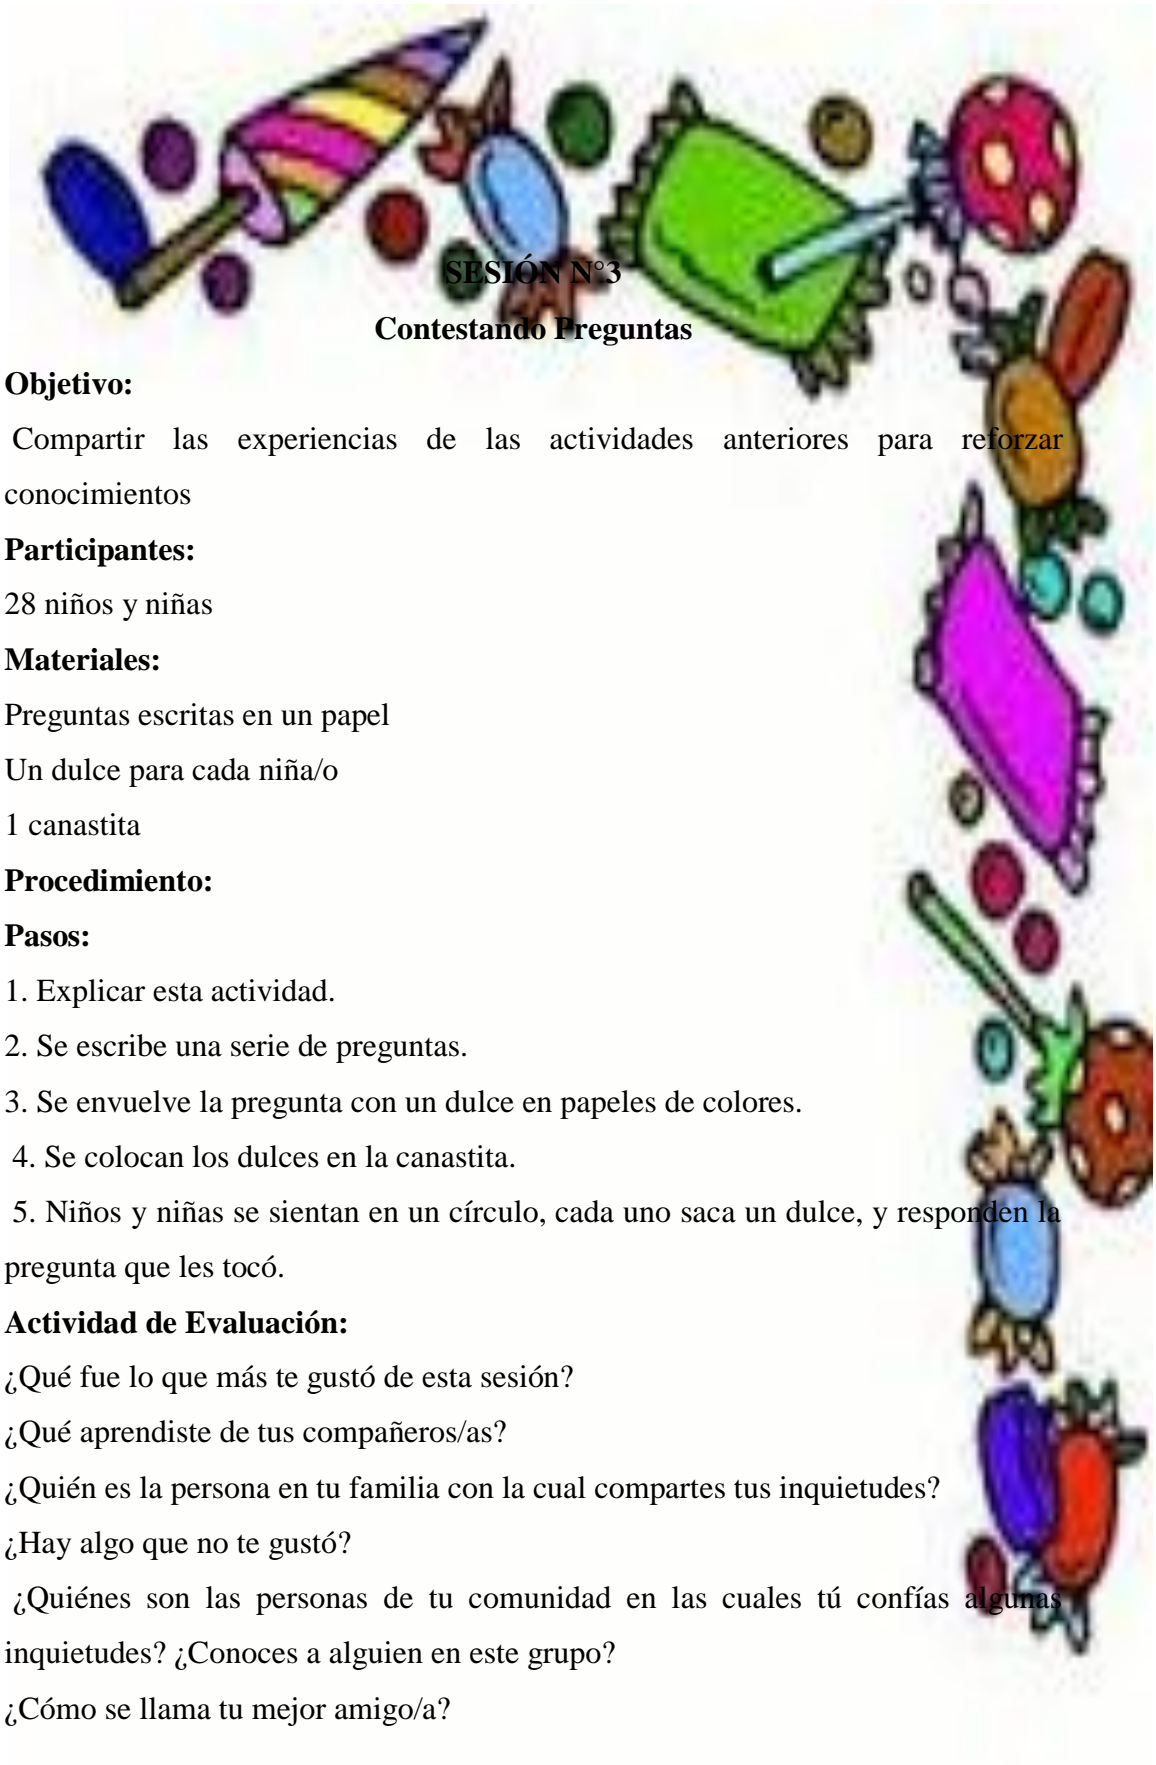 SESIÓN N°3
Contestando Preguntas
Objetivo:
Compartir las experiencias de las actividades anteriores para reforzar
conocimientos
Participantes:
28 niños y niñas
Materiales:
Preguntas escritas en un papel
Un dulce para cada niña/o
1 canastita
Procedimiento:
Pasos:
1. Explicar esta actividad.
2. Se escribe una serie de preguntas.
3. Se envuelve la pregunta con un dulce en papeles de colores.
4. Se colocan los dulces en la canastita.
5. Niños y niñas se sientan en un círculo, cada uno saca un dulce, y responden la
pregunta que les tocó.
Actividad de Evaluación:
¿Qué fue lo que más te gustó de esta sesión?
¿Qué aprendiste de tus compañeros/as?
¿Quién es la persona en tu familia con la cual compartes tus inquietudes?
¿Hay algo que no te gustó?
¿Quiénes son las personas de tu comunidad en las cuales tú confías algunas
inquietudes? ¿Conoces a alguien en este grupo?
¿Cómo se llama tu mejor amigo/a?